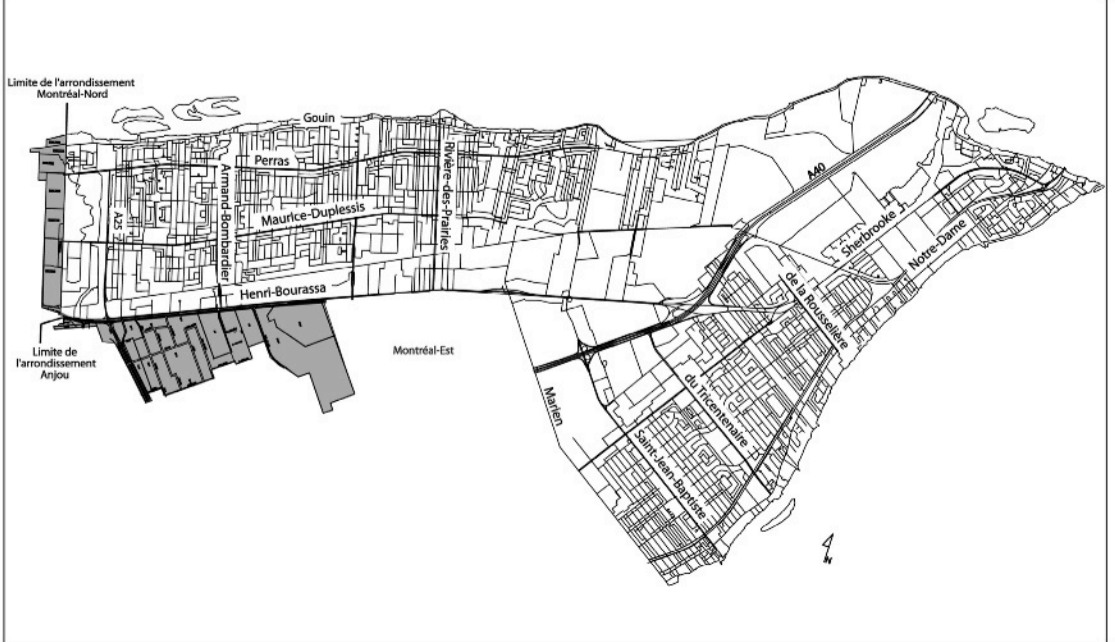 Limite de l'arrondissement
Montréal-Nord
Gouin
Perras
Rivière-des-Prairies
Armand-Bombardier
A25
Maurice-Duplessis
Henri-Bourassa
A40
Sherbrooke
Notre-Dame
de la Rousselière
Limite de
l'arrondissement
Anjou
Montréal-Est
Marien
du Tricentenaire
Saint-Jean-Baptiste
N